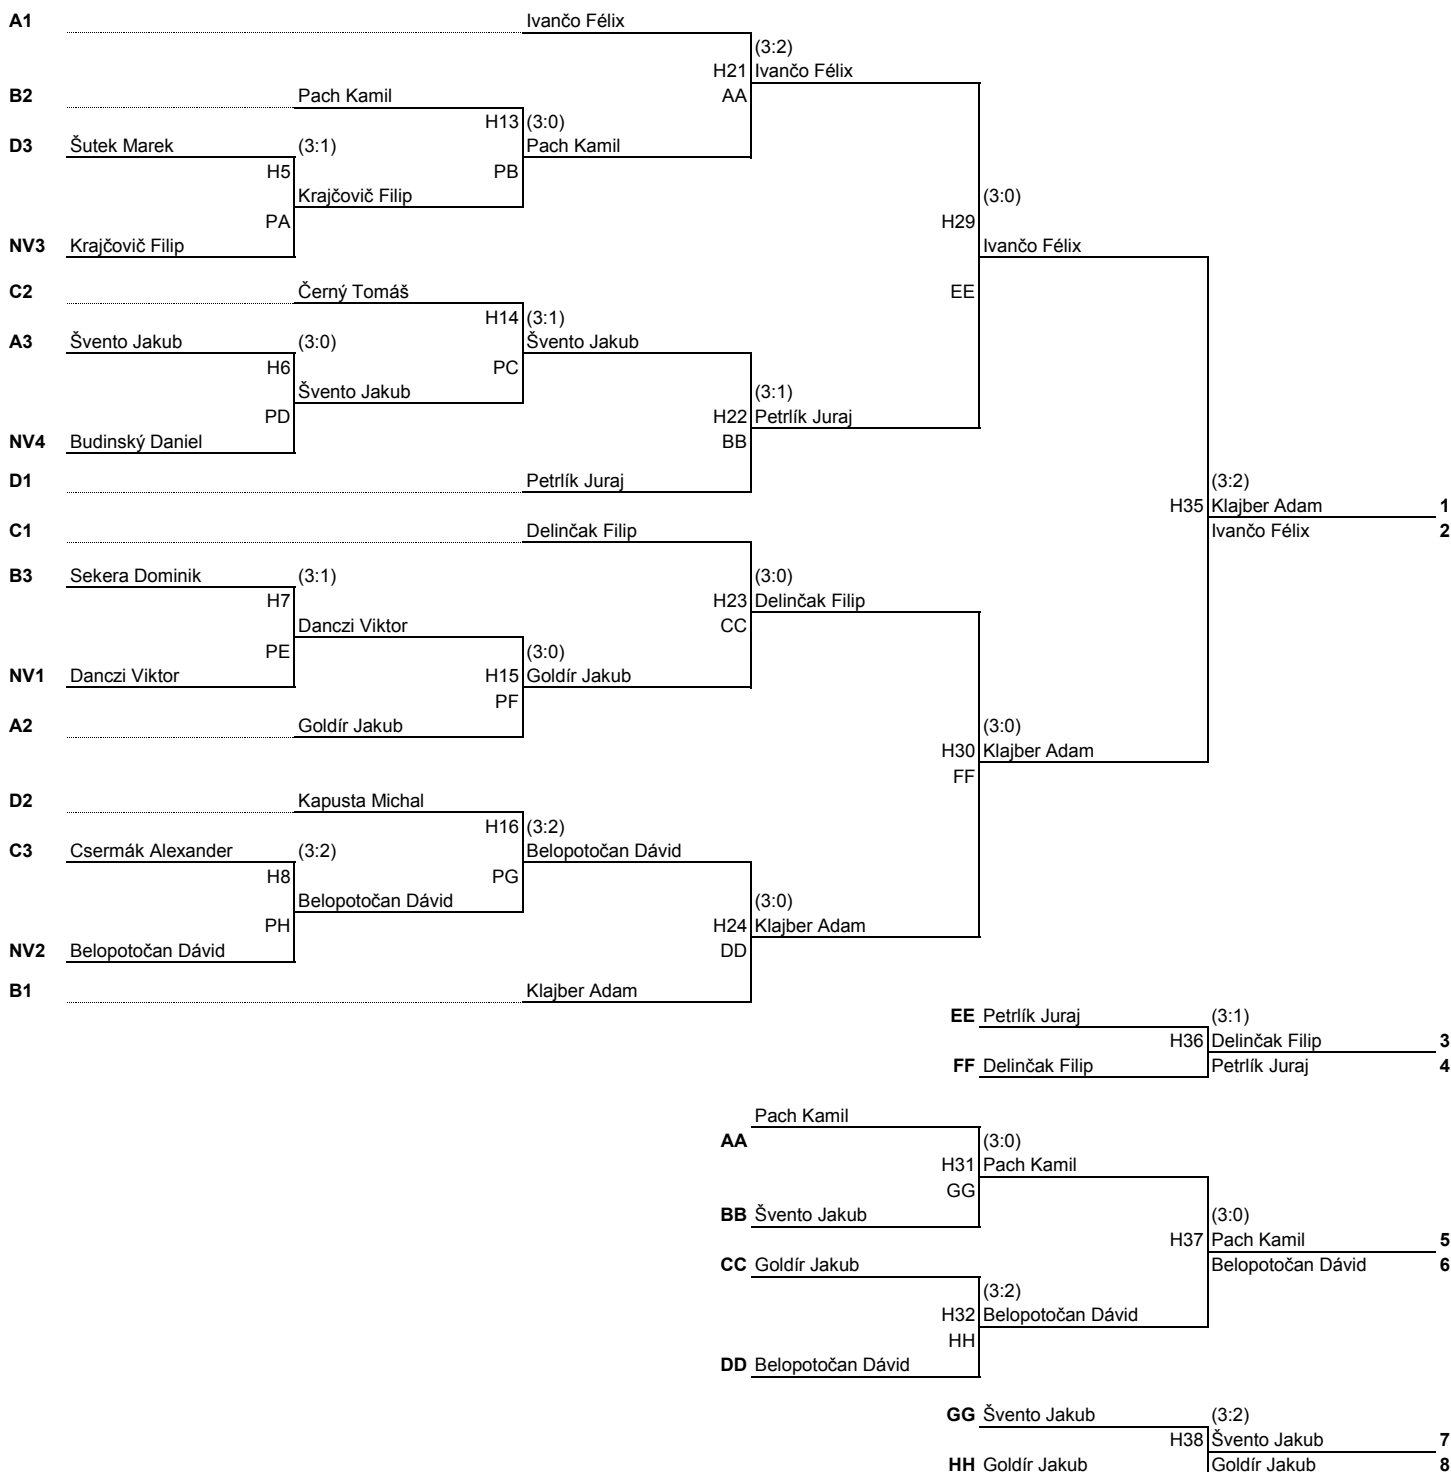 A1 Ivančo Félix
(3:2)
H21 Ivančo Félix
B2 Pach Kamil AA
H13 (3:0)
D3 Šutek Marek (3:1) Pach Kamil
H5 PB
Krajčovič Filip (3:0)
PA H29
NV3 Krajčovič Filip Ivančo Félix
C2 Černý Tomáš EE
H14 (3:1)
A3 Švento Jakub (3:0) Švento Jakub
H6 PC
Švento Jakub (3:1)
PD H22 Petrlík Juraj
NV4 Budinský Daniel BB
D1 Petrlík Juraj (3:2)
H35 Klajber Adam 1
C1 Delinčak Filip Ivančo Félix 2
B3 Sekera Dominik (3:1) (3:0)
H7 H23 Delinčak Filip
Danczi Viktor CC
PE (3:0)
NV1 Danczi Viktor H15 Goldír Jakub
PF
A2 Goldír Jakub (3:0)
H30 Klajber Adam
FF
D2 Kapusta Michal
H16 (3:2)
C3 Csermák Alexander (3:2) Belopotočan Dávid
H8 PG
Belopotočan Dávid (3:0)
PH H24 Klajber Adam
NV2 Belopotočan Dávid DD
B1 Klajber Adam
EE Petrlík Juraj (3:1)
H36 Delinčak Filip 3
FF Delinčak Filip Petrlík Juraj 4
Pach Kamil
AA (3:0)
H31 Pach Kamil
GG
BB Švento Jakub (3:0)
H37 Pach Kamil 5
CC Goldír Jakub Belopotočan Dávid 6
(3:2)
H32 Belopotočan Dávid
HH
DD Belopotočan Dávid
GG Švento Jakub (3:2)
H38 Švento Jakub 7
HH Goldír Jakub Goldír Jakub 8